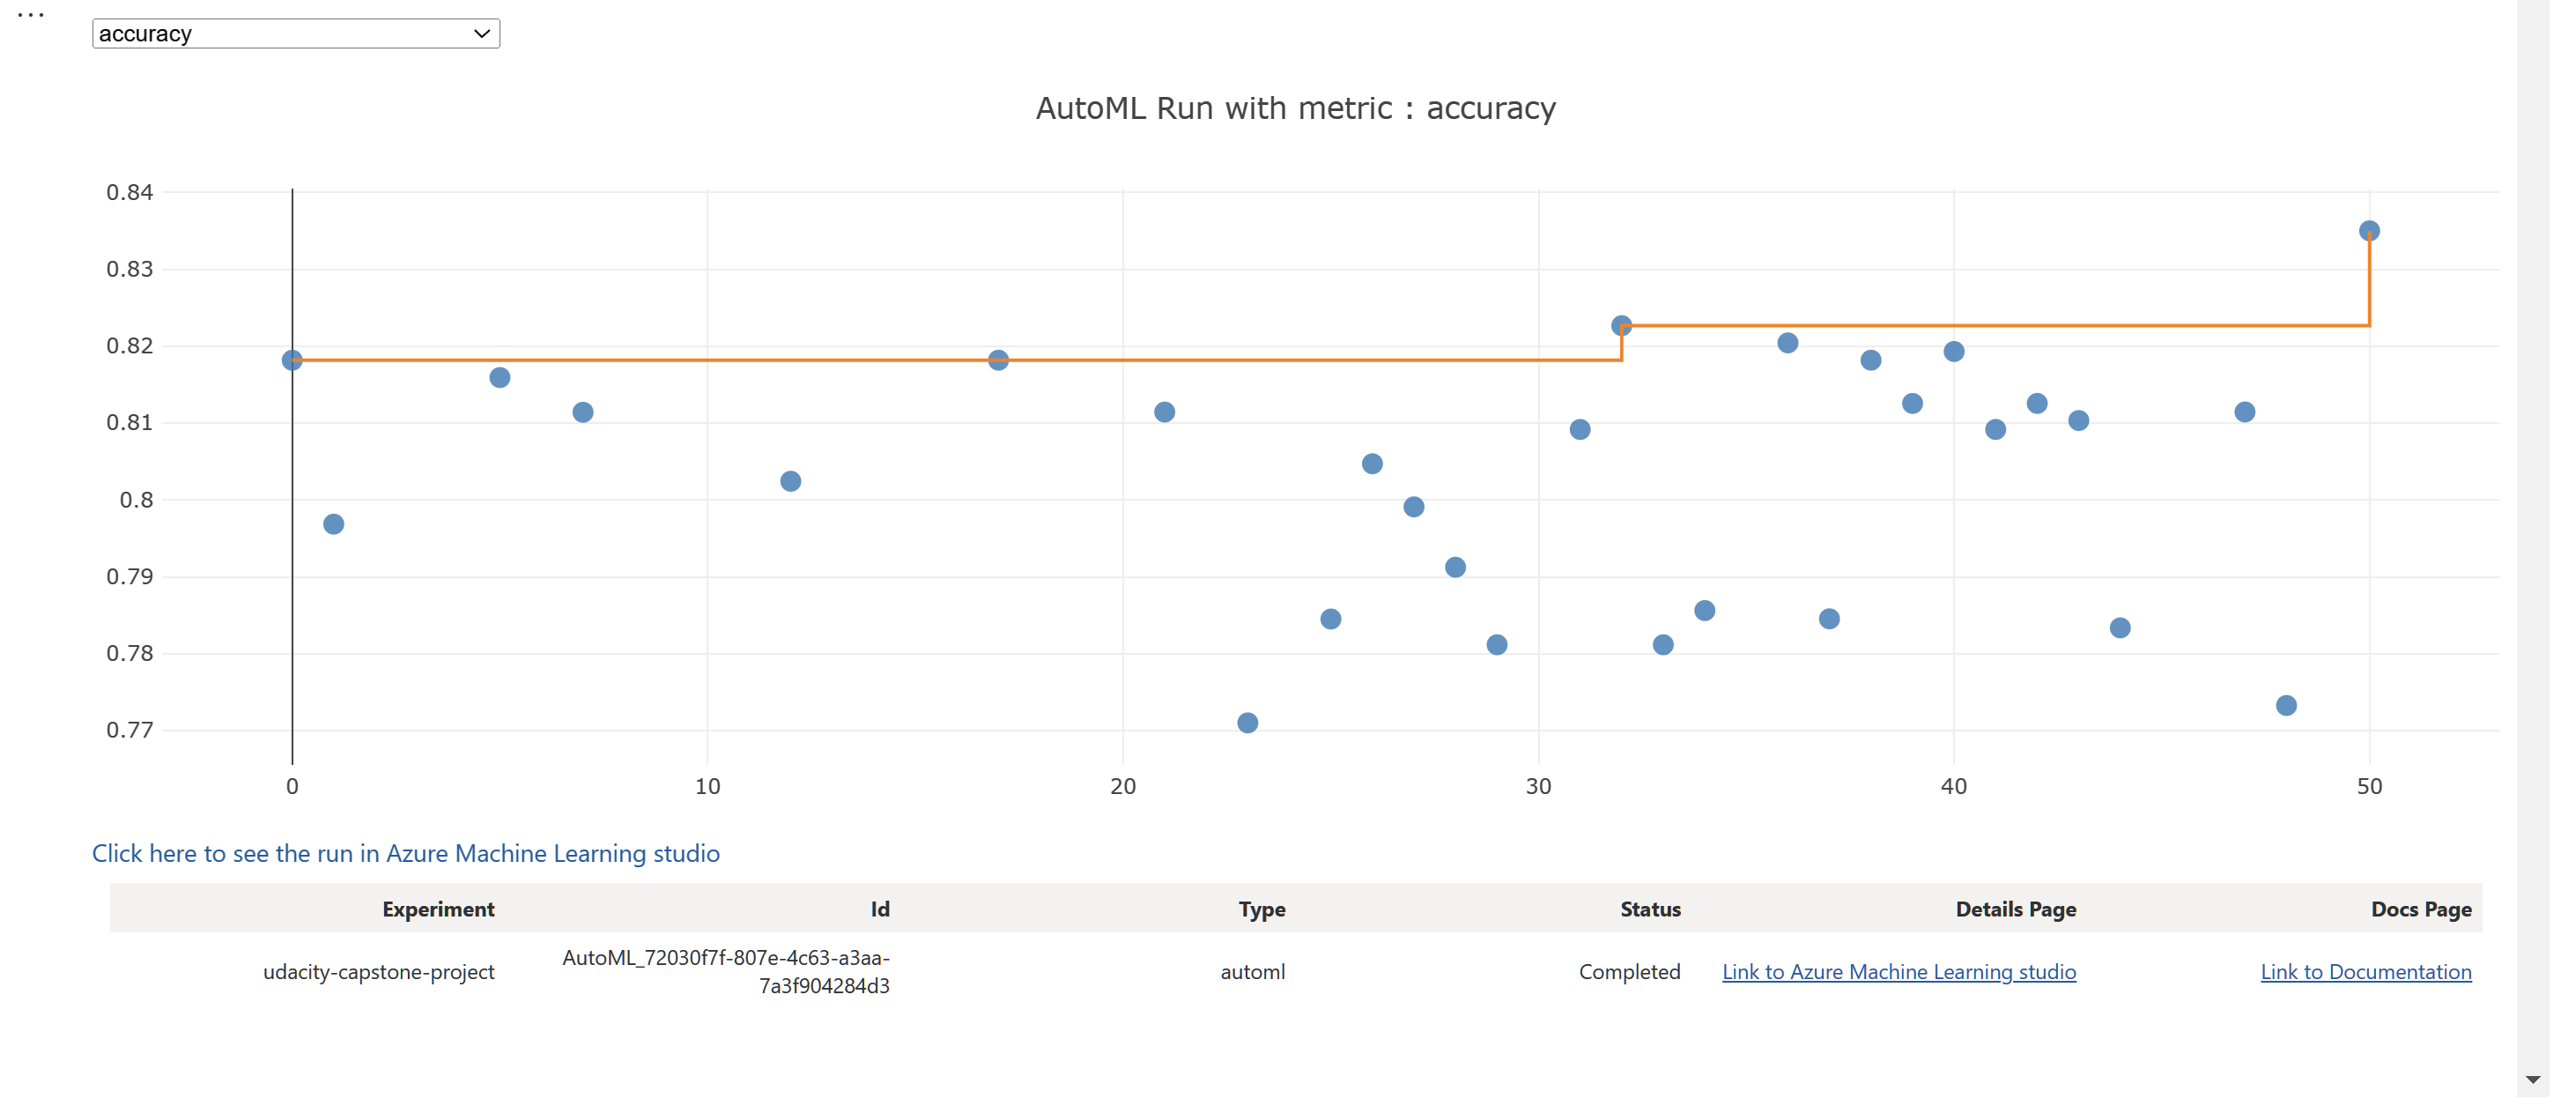 ...
accuracy
AutoML Run with metric : accuracy
0.84
0.83
0.82
0.81
0.8
0.79
0.78
0.77
0 10 20 30 40 50
Click here to see the run in Azure Machine Learning studio
Experiment Id Type Status Details Page Docs Page
udacity-capstone-project AutoML_72030f7f-807e-4c63-a3aa- automl Completed Link to Azure Machine Learning studio Link to Documentation
7a3f904284d3